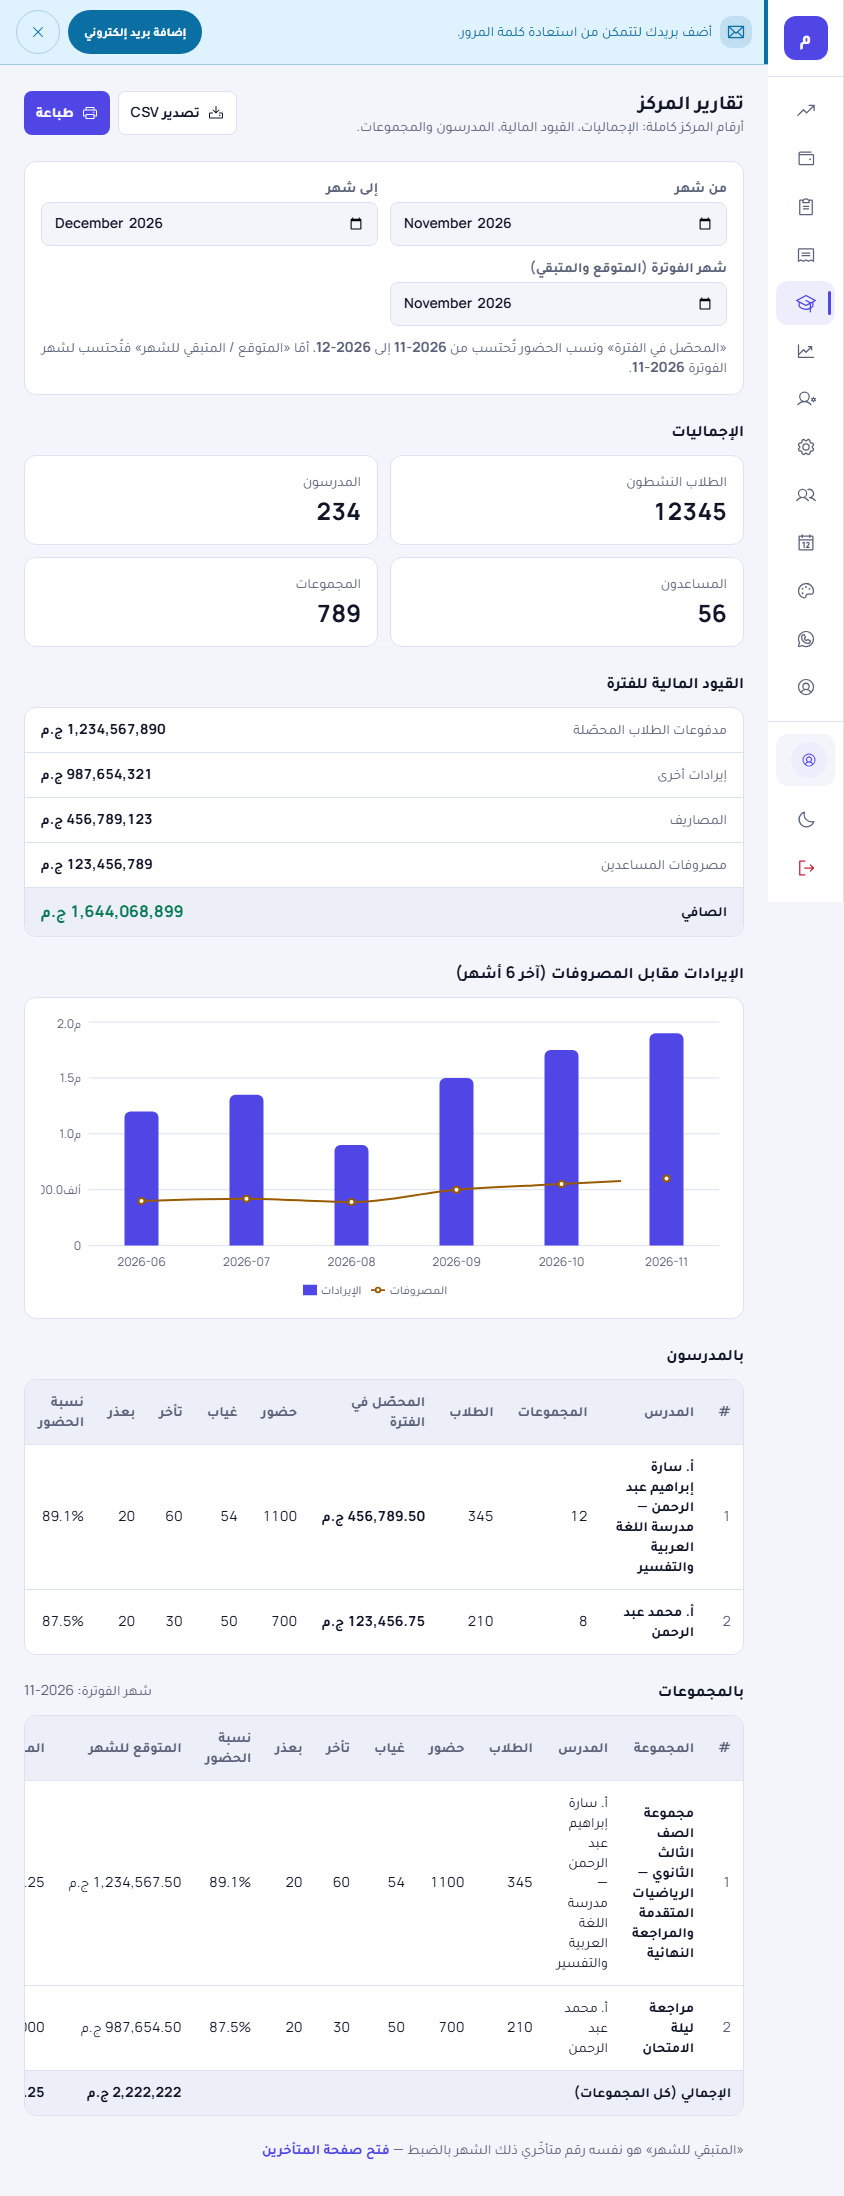 م
أضف بريدك لتتمكن من استعادة كلمة المرور.
إضافة بريد إلكتروني
تقارير المركز
أرقام المركز كاملة: الإجماليات، القيود المالية، المدرسون والمجموعات.
تصدير CSV
طباعة
من شهر
إلى شهر
November 2026
December 2026
شهر الفوترة (المتوقع والمتبقي)
November 2026
«المحصّل في الفترة» ونسب الحضور تُحتسب من 2026-11 إلى 2026-12. أمّا «المتوقع / المتبقي للشهر» فتُحتسب لشهر
الفوترة 2026-11.
الإجماليات
الطلاب النشطون
12345
المدرسون
234
المساعدون
56
المجموعات
789
القيود المالية للفترة
مدفوعات الطلاب المحصّلة
1,234,567,890 ج.م
إيرادات أخرى
987,654,321 ج.م
المصاريف
456,789,123 ج.م
مصروفات المساعدين
123,456,789 ج.م
الصافي
1,644,068,899 ج.م
الإيرادات مقابل المصروفات (آخر 6 أشهر)
2.0م
1.5م
1.0م
00.0ألف
0
2026-06 2026-07 2026-08 2026-09 2026-10 2026-11
الإيرادات المصروفات
بالمدرسون
# المدرس المجموعات الطلاب المحصّل في الفترة حضور غياب تأخر بعذر نسبة الحضور
1 أ. سارة إبراهيم عبد الرحمن — مدرسة اللغة العربية والتفسير 12 345 456,789.50 ج.م 1100 54 60 20 89.1%
2 أ. محمد عبد الرحمن 8 210 123,456.75 ج.م 700 50 30 20 87.5%
بالمجموعات
شهر الفوترة: 2026-11
# المجموعة المدرس الطلاب حضور غياب تأخر بعذر نسبة الحضور المتوقع للشهر
1 مجموعة الصف الثالث الثانوي — الرياضيات المتقدمة والمراجعة النهائية أ. سارة إبراهيم عبد الرحمن — مدرسة اللغة العربية والتفسير 345 1100 54 60 20 89.1% 1,234,567.50 ج.م .25
2 مراجعة ليلة الامتحان أ. محمد عبد الرحمن 210 700 50 30 20 87.5% 987,654.50 ج.م
الإجمالي (كل المجموعات) 2,222,222 ج.م .25
«المتبقي للشهر» هو نفسه رقم متأخّري ذلك الشهر بالضبط — فتح صفحة المتأخرين